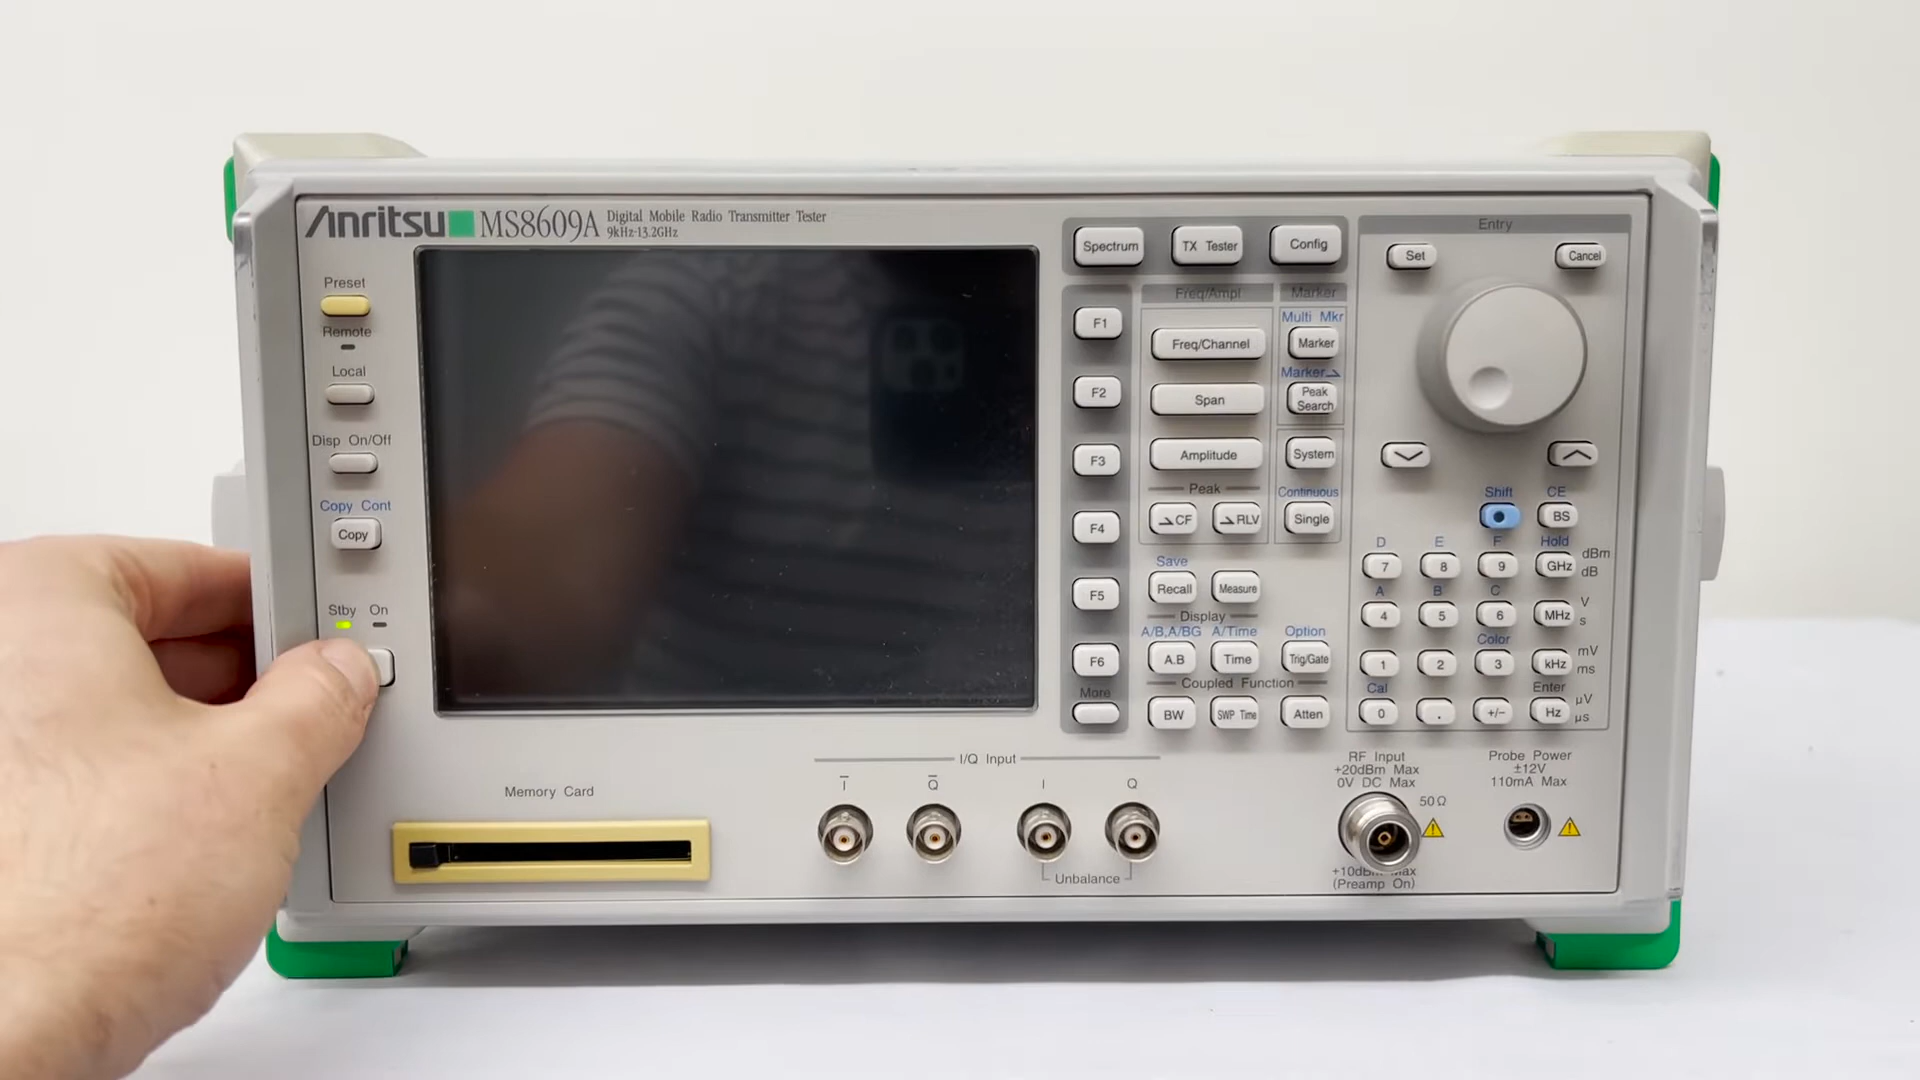 Anritsu MS8609A Digital Mobile Radio Transmitter Tester
9kHz-13.2GHz
Preset
Remote
Local
Disp On/Off
Copy Cont
Copy
Stby On
Memory Card
Spectrum TX Tester Config
F1
F2
F3
F4
F5
F6
More
Freq/Ampl
Freq/Channel
Span
Amplitude
Peak
CF RLV
Marker
Multi Mkr
Marker
Marker
Peak
Search
System
Continuous
Single
Save
Recall Measure
Display
A/B,A/BG A/Time Option
A.B Time Trig/Gate
Coupled Function
BW SWP Time Atten
Entry
Set Cancel
Shift CE
BS
D E F Hold
7 8 9 GHz dBm
dB
A B C
4 5 6 MHz V
s
Color
1 2 3 kHz mV
ms
Cal Enter
0 . +/- Hz µV
µs
I/Q Input
I Q I Q
Unbalance
RF Input
+20dBm Max
0V DC Max
50Ω
+10dBm Max
(Preamp On)
Probe Power
±12V
110mA Max